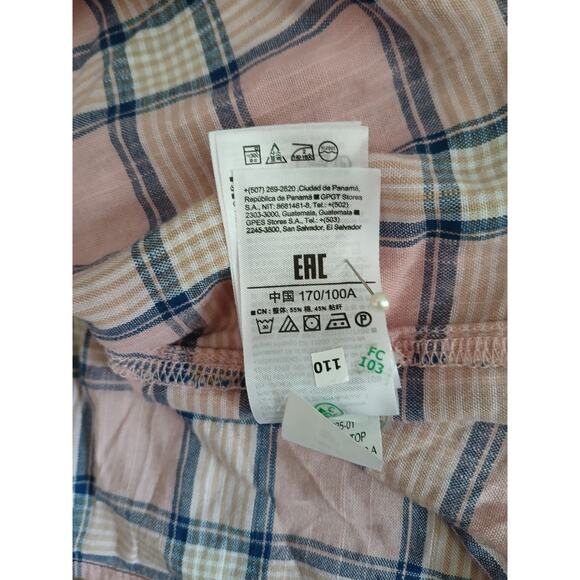 +(507) 269-2620 ,Ciudad de Panamá,
República de Panamá ■ GPGT Stores
S.A., NIT: 8681481-8, Tel.: +(502)
2303-3000, Guatemala, Guatemala ■
GPES Stores S.A., Tel.: +(503)
2245-3800, San Salvador, El Salvador
EAC
中国 170/100A
■ CN: 整体: 55% 棉, 45% 粘纤
110
FC
103
-01
TOP
A